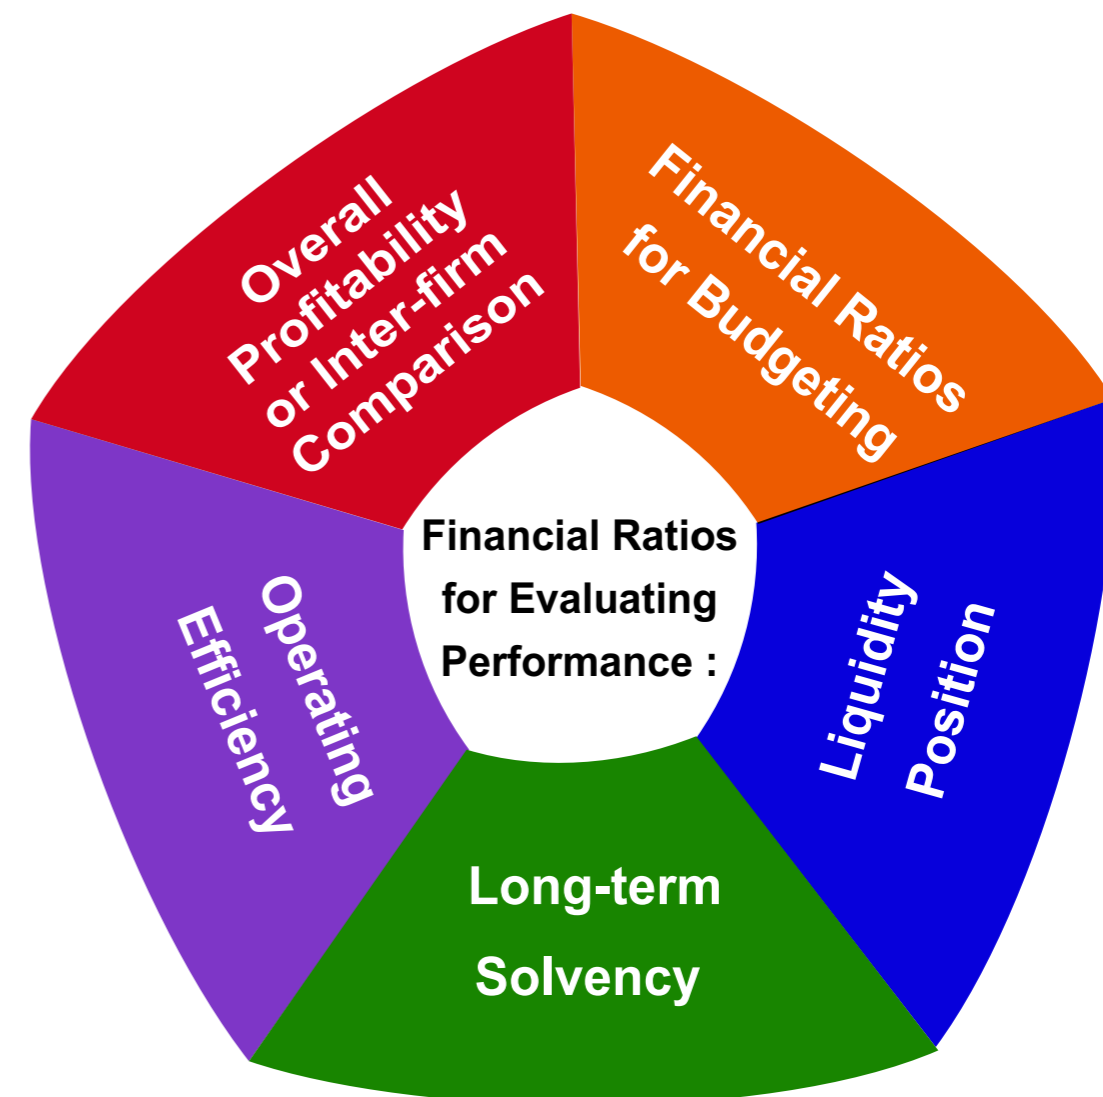 Overall
Profitability
or Inter-firm
Comparison
Financial Ratios
for Budgeting
Financial Ratios
for Evaluating
Performance :
Operating
Efficiency
Liquidity
Position
Long-term
Solvency